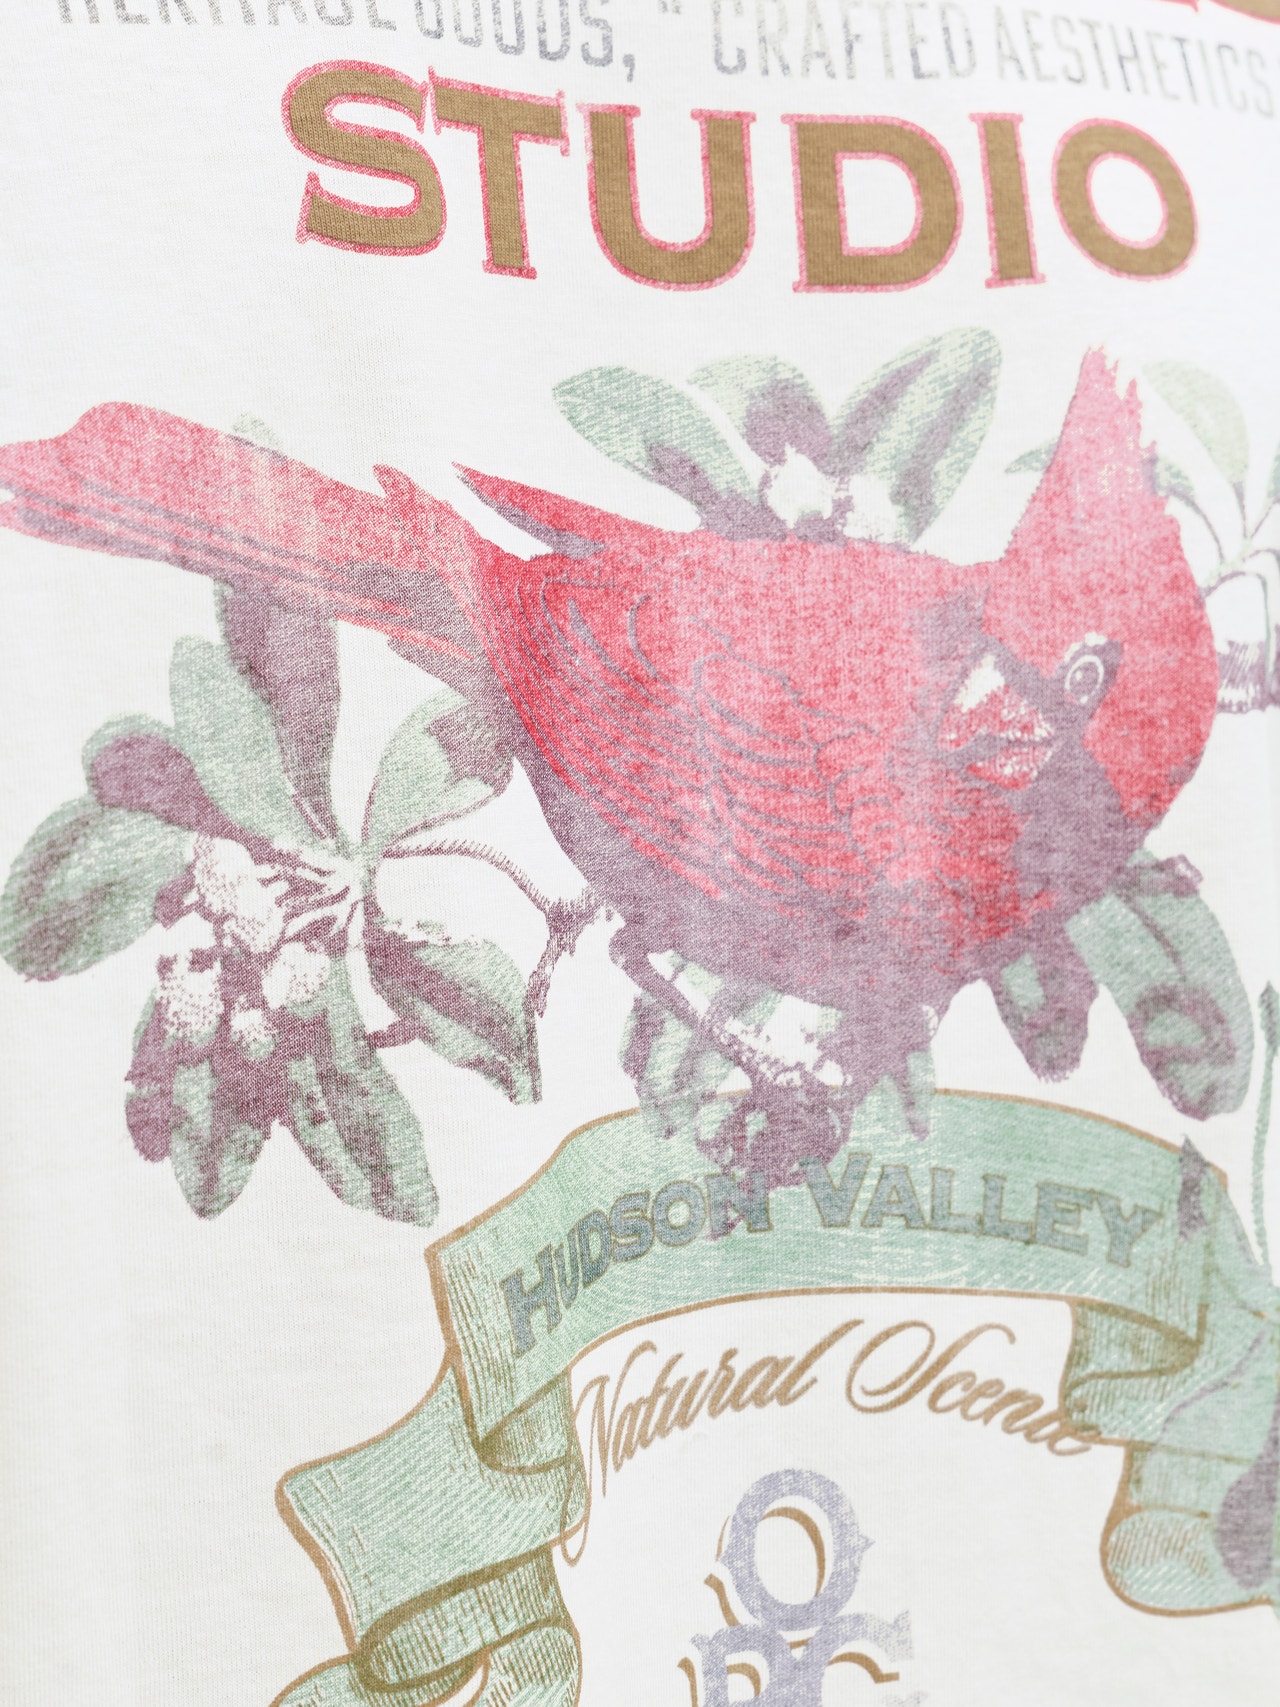 HERITAGE GOODS, " CRAFTED AESTHETICS
STUDIO
HUDSON VALLEY
Natural Scenic